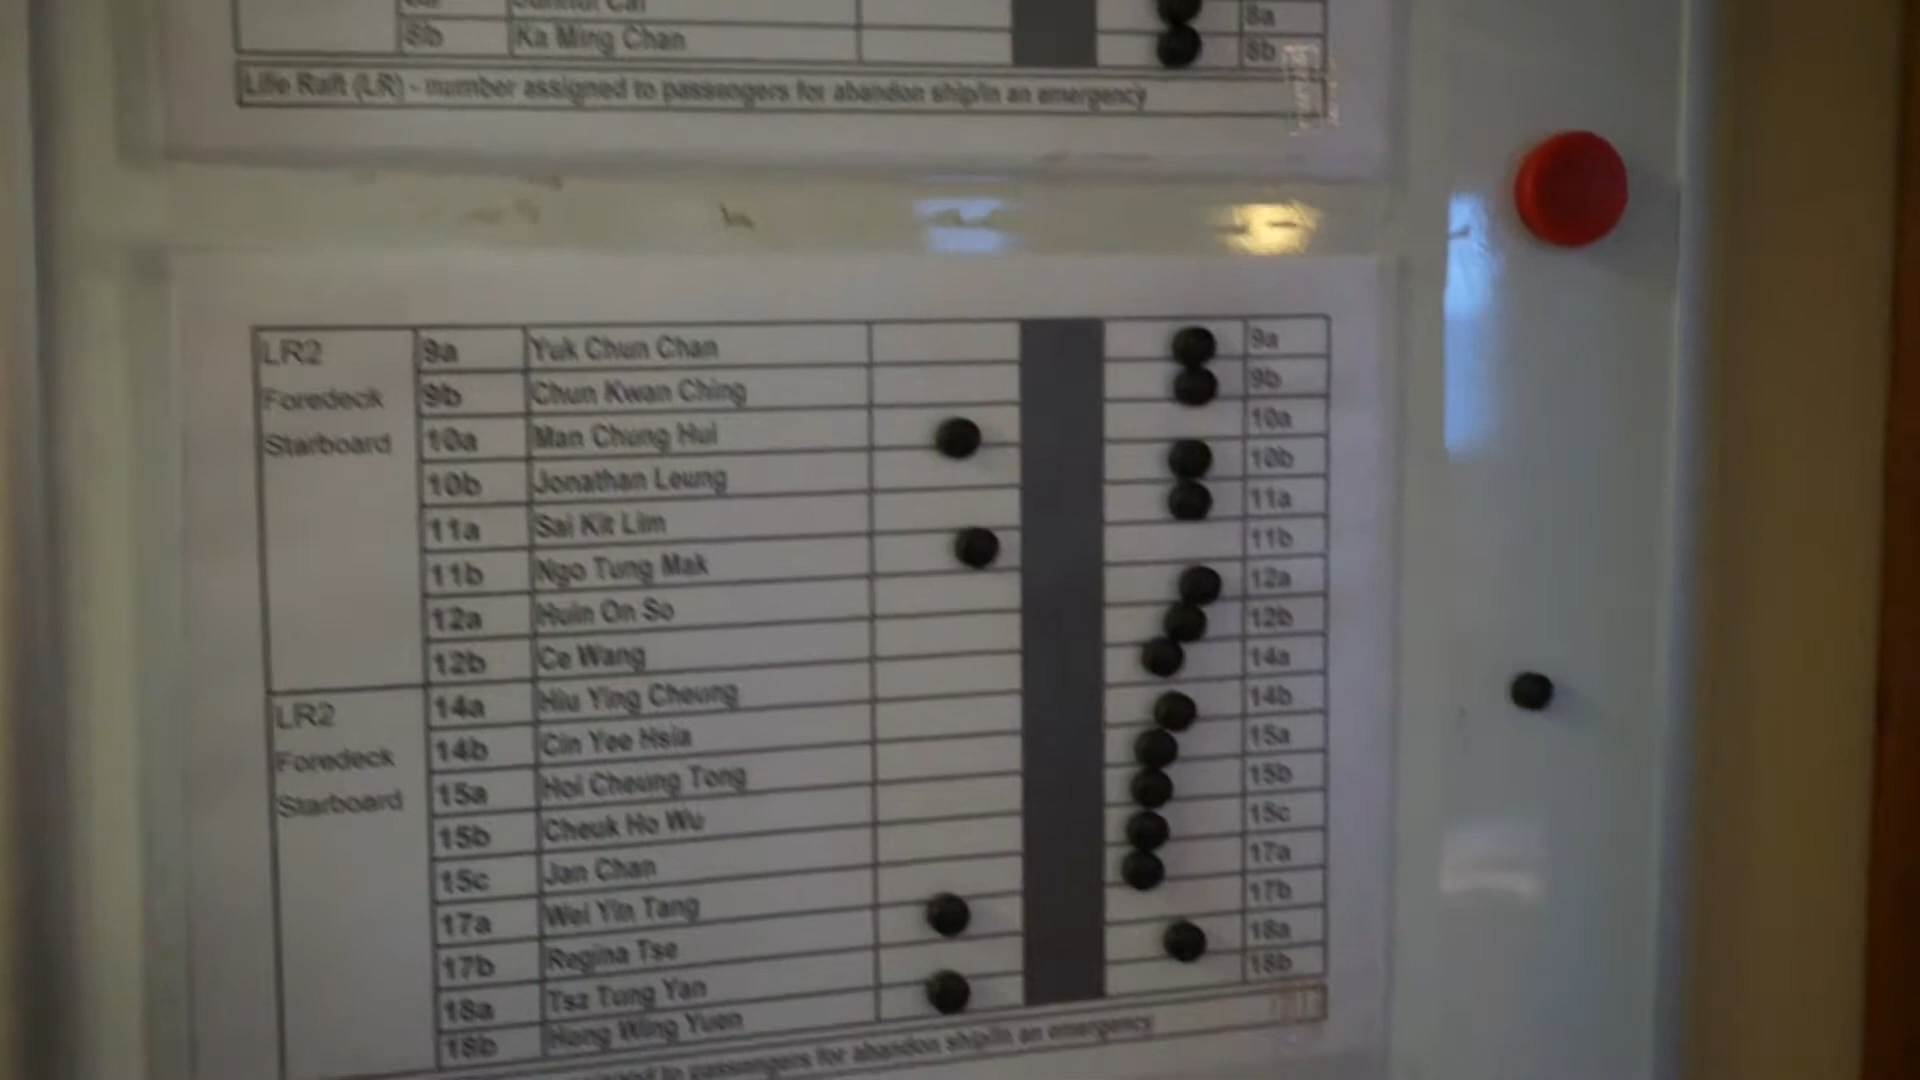 8a
8b Ka Ming Chan 8b
Life Raft (LR) - number assigned to passengers for abandon ship/in an emergency
LR2 9a Yuk Chun Chan 9a
Foredeck 9b Chun Kwan Ching 9b
Starboard 10a Man Chung Hui 10a
10b Jonathan Leung 10b
11a Sai Kit Lim 11a
11b Ngo Tung Mak 11b
12a Huin On So 12a
12b Ce Wang 12b
LR2 14a Hiu Ying Cheung 14a
Foredeck 14b Cin Yee Hsia 14b
Starboard 15a Hoi Cheung Tong 15a
15b Cheuk Ho Wu 15b
15c Jan Chan 15c
17a Wei Yin Tang 17a
17b Regina Tse 17b
18a Tsz Tung Yan 18a
18b Hong Wing Yuen 18b
to passengers for abandon ship/in an emergency